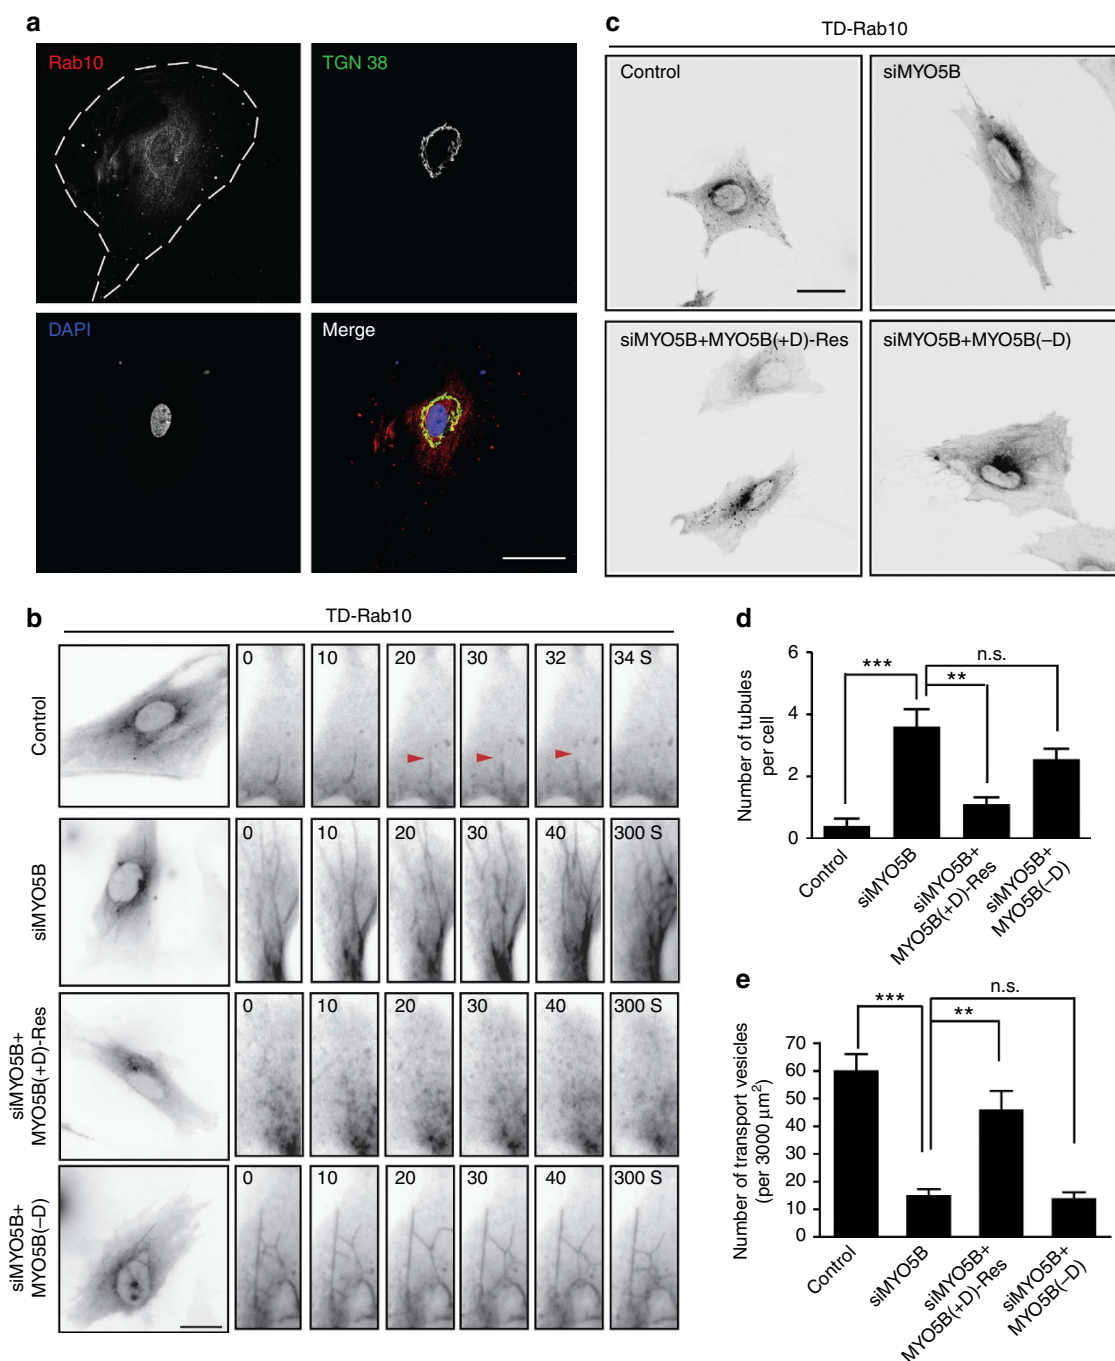 a
Rab10
TGN 38
DAPI
Merge
c
TD-Rab10
Control
siMYO5B
siMYO5B+MYO5B(+D)-Res
siMYO5B+MYO5B(–D)
b
TD-Rab10
Control
0
10
20
30
32
34 S
siMYO5B
0
10
20
30
40
300 S
siMYO5B+
MYO5B(+D)-Res
0
10
20
30
40
300 S
siMYO5B+
MYO5B(–D)
0
10
20
30
40
300 S
d
Number of tubules
per cell
6
4
2
0
***
**
n.s.
Control
siMYO5B
siMYO5B+
MYO5B(+D)-Res
siMYO5B+
MYO5B(–D)
e
Number of transport vesicles
(per 3000 μm²)
70
60
50
40
30
20
10
0
***
**
n.s.
Control
siMYO5B
siMYO5B+
MYO5B(+D)-Res
siMYO5B+
MYO5B(–D)